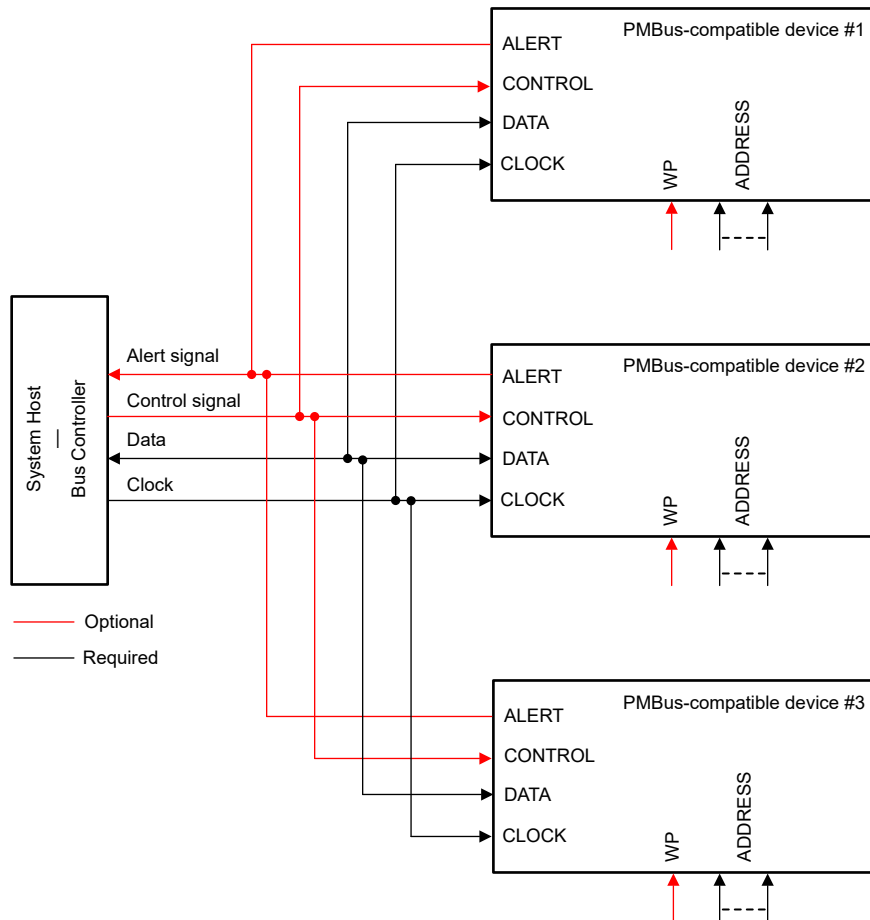 PMBus-compatible device #1
ALERT
CONTROL
DATA
CLOCK
WP
ADDRESS
System Host
—
Bus Controller
Alert signal
Control signal
Data
Clock
PMBus-compatible device #2
ALERT
CONTROL
DATA
CLOCK
WP
ADDRESS
Optional
Required
PMBus-compatible device #3
ALERT
CONTROL
DATA
CLOCK
WP
ADDRESS